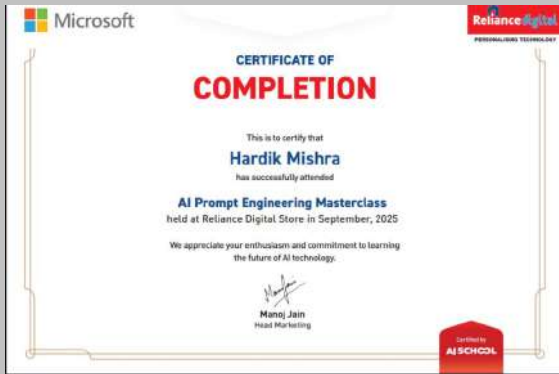 Microsoft
Reliance digital
PERSONALISING TECHNOLOGY
CERTIFICATE OF
COMPLETION
This is to certify that
Hardik Mishra
has successfully attended
AI Prompt Engineering Masterclass
held at Reliance Digital Store in September, 2025
We appreciate your enthusiasm and commitment to learning
the future of AI technology.
Manoj Jain
Head Marketing
Certified by
AI SCHOOL